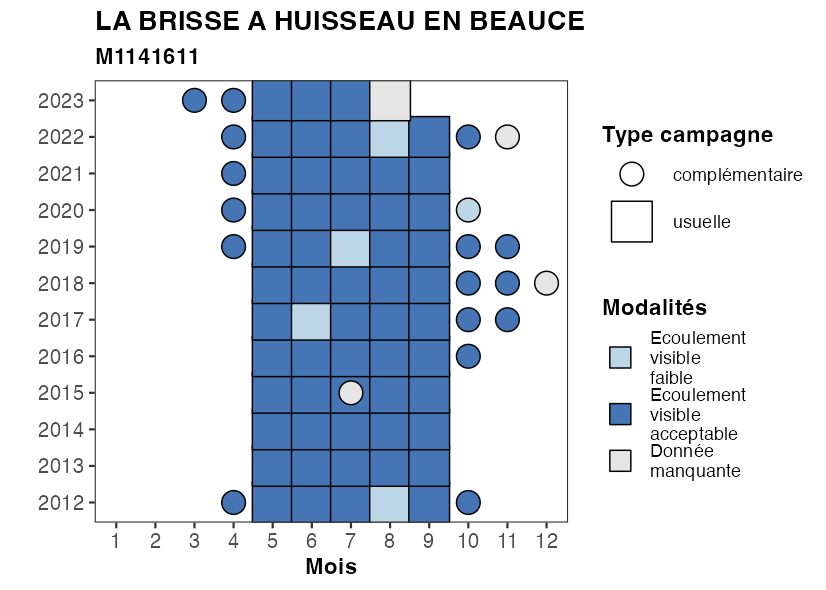 LA BRISSE A HUISSEAU EN BEAUCE
M1141611
2023
2022
2021
2020
2019
2018
2017
2016
2015
2014
2013
2012
1 2 3 4 5 6 7 8 9 10 11 12
Mois
Type campagne
complémentaire
usuelle
Modalités
Ecoulement
visible
faible
Ecoulement
visible
acceptable
Donnée
manquante